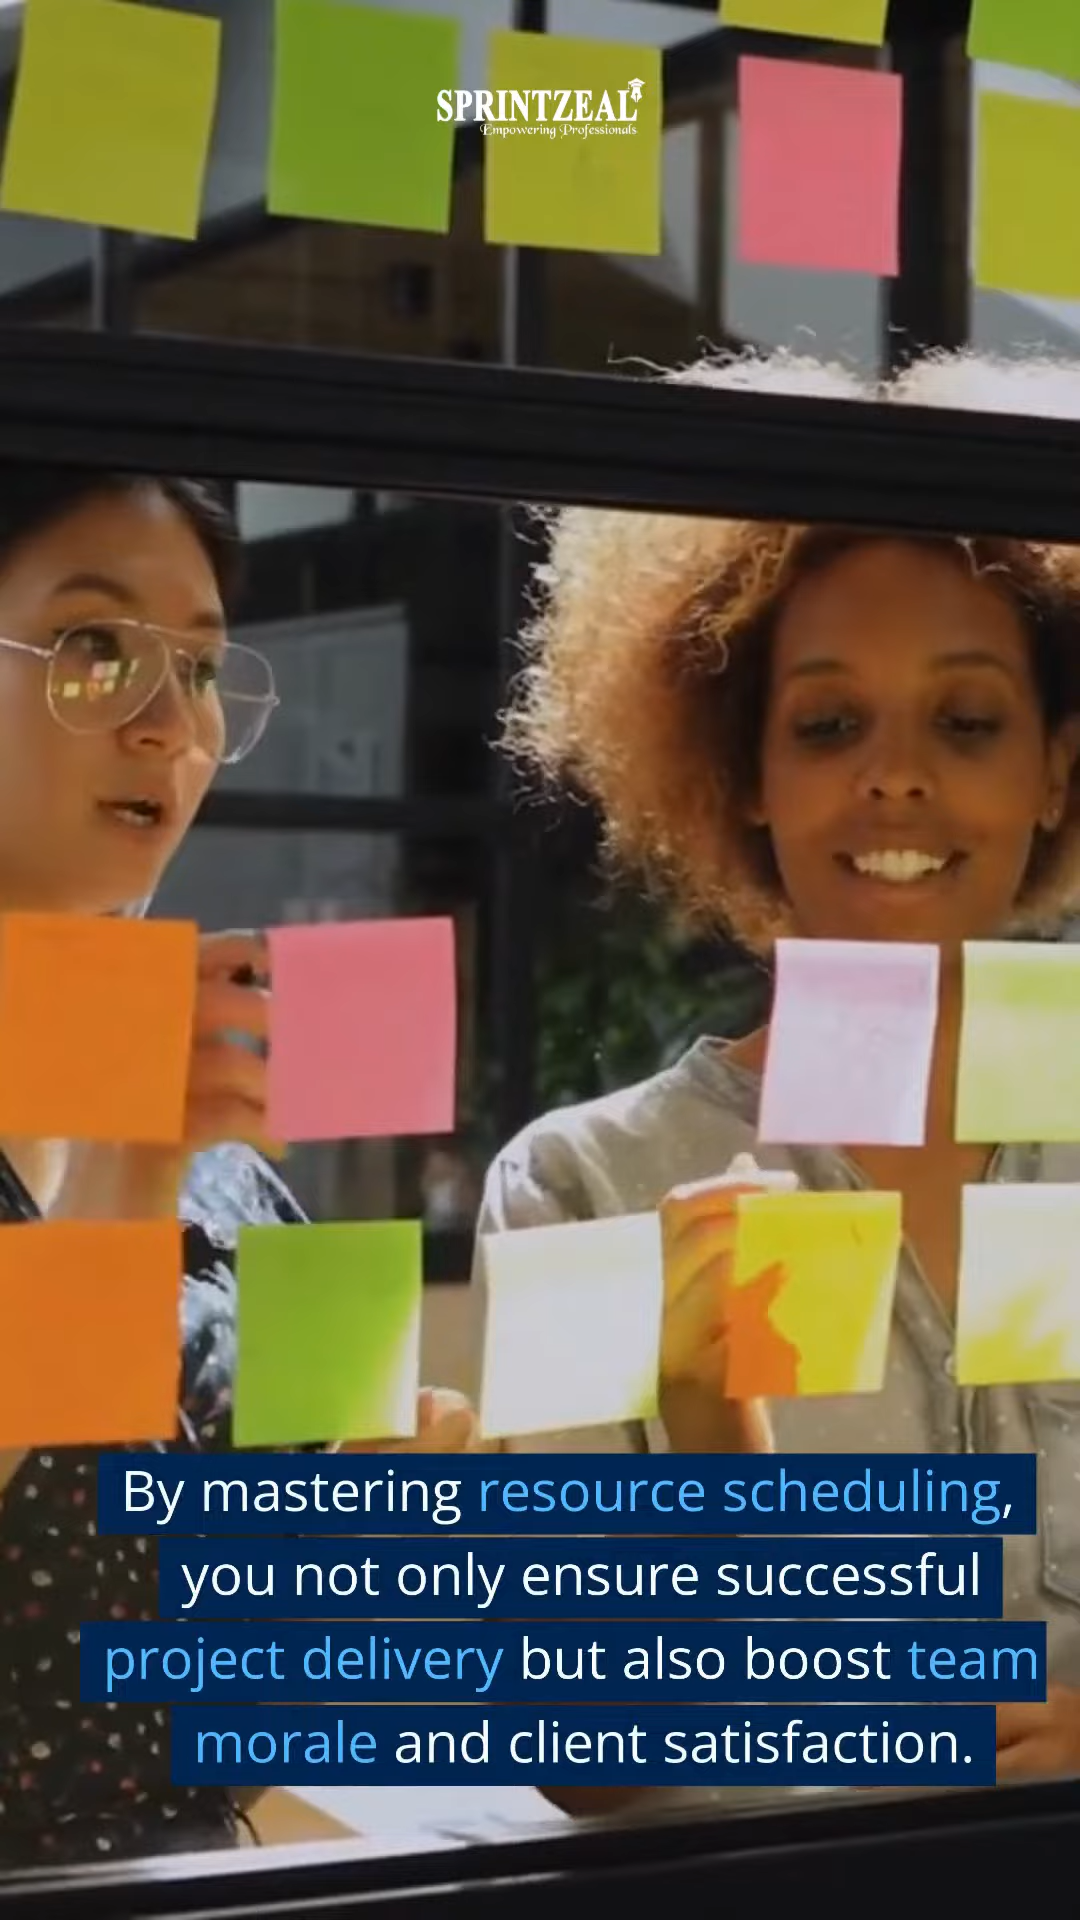 SPRINTZEAL
Empowering Professionals
By mastering resource scheduling,
you not only ensure successful
project delivery but also boost team
morale and client satisfaction.